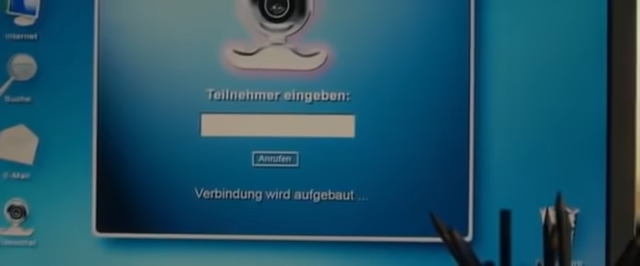 Internet
Suche
E-Mail
Teilnehmer eingeben:
Anrufen
Verbindung wird aufgebaut ...